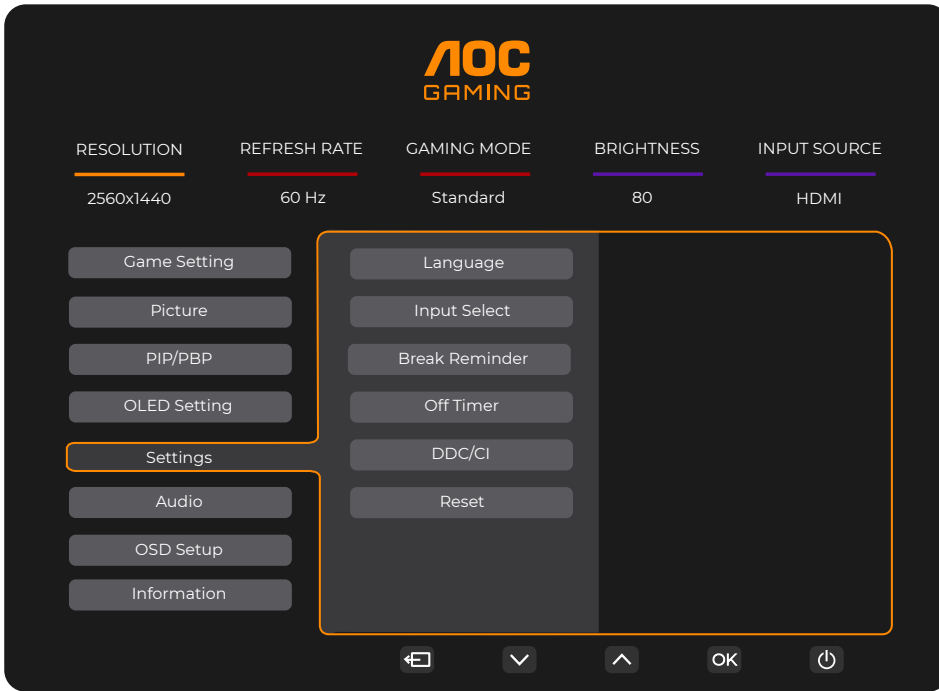 AOC
GAMING
RESOLUTION REFRESH RATE GAMING MODE BRIGHTNESS INPUT SOURCE
2560x1440 60 Hz Standard 80 HDMI
Game Setting
Picture
PIP/PBP
OLED Setting
Settings
Audio
OSD Setup
Information
Language
Input Select
Break Reminder
Off Timer
DDC/CI
Reset
OK